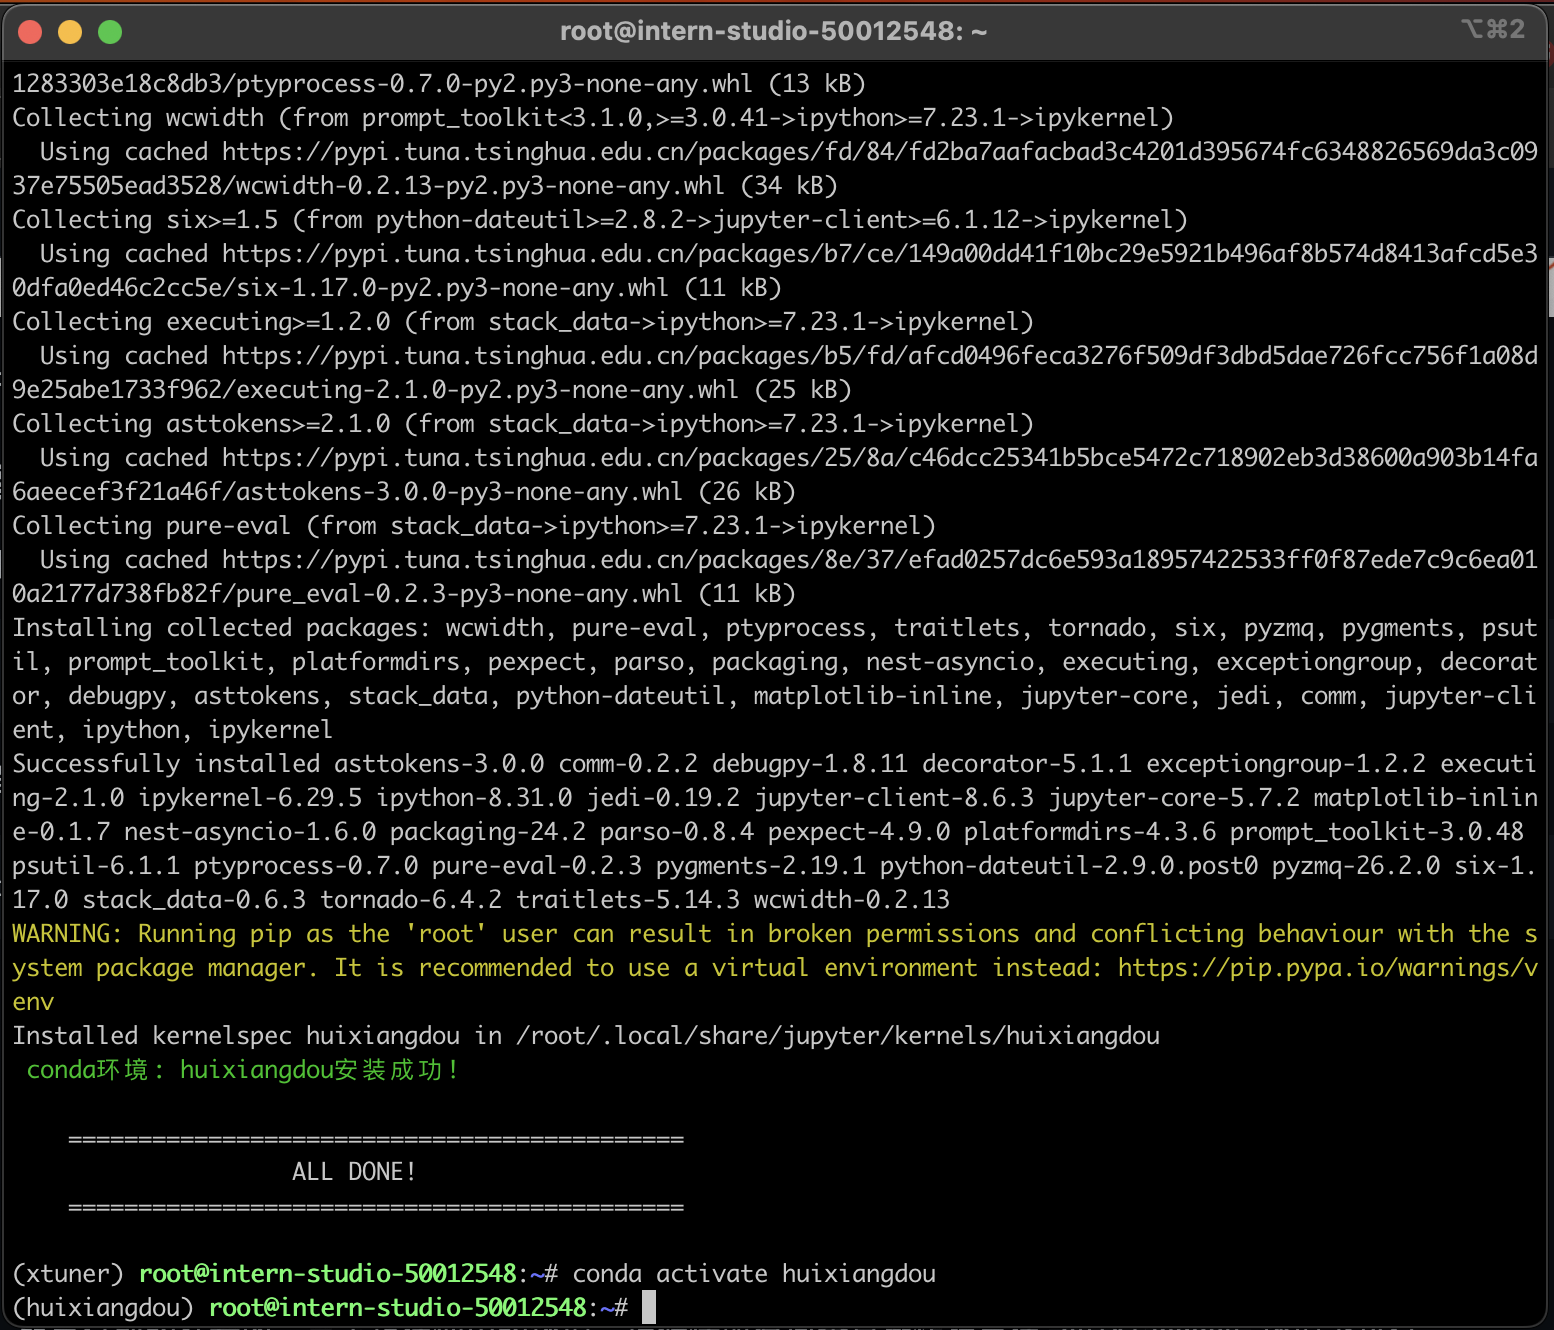 root@intern-studio-50012548: ~
⌥⌘2
1283303e18c8db3/ptyprocess-0.7.0-py2.py3-none-any.whl (13 kB)
Collecting wcwidth (from prompt_toolkit<3.1.0,>=3.0.41->ipython>=7.23.1->ipykernel)
  Using cached https://pypi.tuna.tsinghua.edu.cn/packages/fd/84/fd2ba7aafacbad3c4201d395674fc6348826569da3c09
37e75505ead3528/wcwidth-0.2.13-py2.py3-none-any.whl (34 kB)
Collecting six>=1.5 (from python-dateutil>=2.8.2->jupyter-client>=6.1.12->ipykernel)
  Using cached https://pypi.tuna.tsinghua.edu.cn/packages/b7/ce/149a00dd41f10bc29e5921b496af8b574d8413afcd5e3
0dfa0ed46c2cc5e/six-1.17.0-py2.py3-none-any.whl (11 kB)
Collecting executing>=1.2.0 (from stack_data->ipython>=7.23.1->ipykernel)
  Using cached https://pypi.tuna.tsinghua.edu.cn/packages/b5/fd/afcd0496feca3276f509df3dbd5dae726fcc756f1a08d
9e25abe1733f962/executing-2.1.0-py2.py3-none-any.whl (25 kB)
Collecting asttokens>=2.1.0 (from stack_data->ipython>=7.23.1->ipykernel)
  Using cached https://pypi.tuna.tsinghua.edu.cn/packages/25/8a/c46dcc25341b5bce5472c718902eb3d38600a903b14fa
6aeecef3f21a46f/asttokens-3.0.0-py3-none-any.whl (26 kB)
Collecting pure-eval (from stack_data->ipython>=7.23.1->ipykernel)
  Using cached https://pypi.tuna.tsinghua.edu.cn/packages/8e/37/efad0257dc6e593a18957422533ff0f87ede7c9c6ea01
0a2177d738fb82f/pure_eval-0.2.3-py3-none-any.whl (11 kB)
Installing collected packages: wcwidth, pure-eval, ptyprocess, traitlets, tornado, six, pyzmq, pygments, psut
il, prompt_toolkit, platformdirs, pexpect, parso, packaging, nest-asyncio, executing, exceptiongroup, decorat
or, debugpy, asttokens, stack_data, python-dateutil, matplotlib-inline, jupyter-core, jedi, comm, jupyter-cli
ent, ipython, ipykernel
Successfully installed asttokens-3.0.0 comm-0.2.2 debugpy-1.8.11 decorator-5.1.1 exceptiongroup-1.2.2 executi
ng-2.1.0 ipykernel-6.29.5 ipython-8.31.0 jedi-0.19.2 jupyter-client-8.6.3 jupyter-core-5.7.2 matplotlib-inlin
e-0.1.7 nest-asyncio-1.6.0 packaging-24.2 parso-0.8.4 pexpect-4.9.0 platformdirs-4.3.6 prompt_toolkit-3.0.48
psutil-6.1.1 ptyprocess-0.7.0 pure-eval-0.2.3 pygments-2.19.1 python-dateutil-2.9.0.post0 pyzmq-26.2.0 six-1.
17.0 stack_data-0.6.3 tornado-6.4.2 traitlets-5.14.3 wcwidth-0.2.13
WARNING: Running pip as the 'root' user can result in broken permissions and conflicting behaviour with the s
ystem package manager. It is recommended to use a virtual environment instead: https://pip.pypa.io/warnings/v
env
Installed kernelspec huixiangdou in /root/.local/share/jupyter/kernels/huixiangdou
 conda环境: huixiangdou安装成功!
    ============================================
                    ALL DONE!
    ============================================
(xtuner) root@intern-studio-50012548:~# conda activate huixiangdou
(huixiangdou) root@intern-studio-50012548:~#